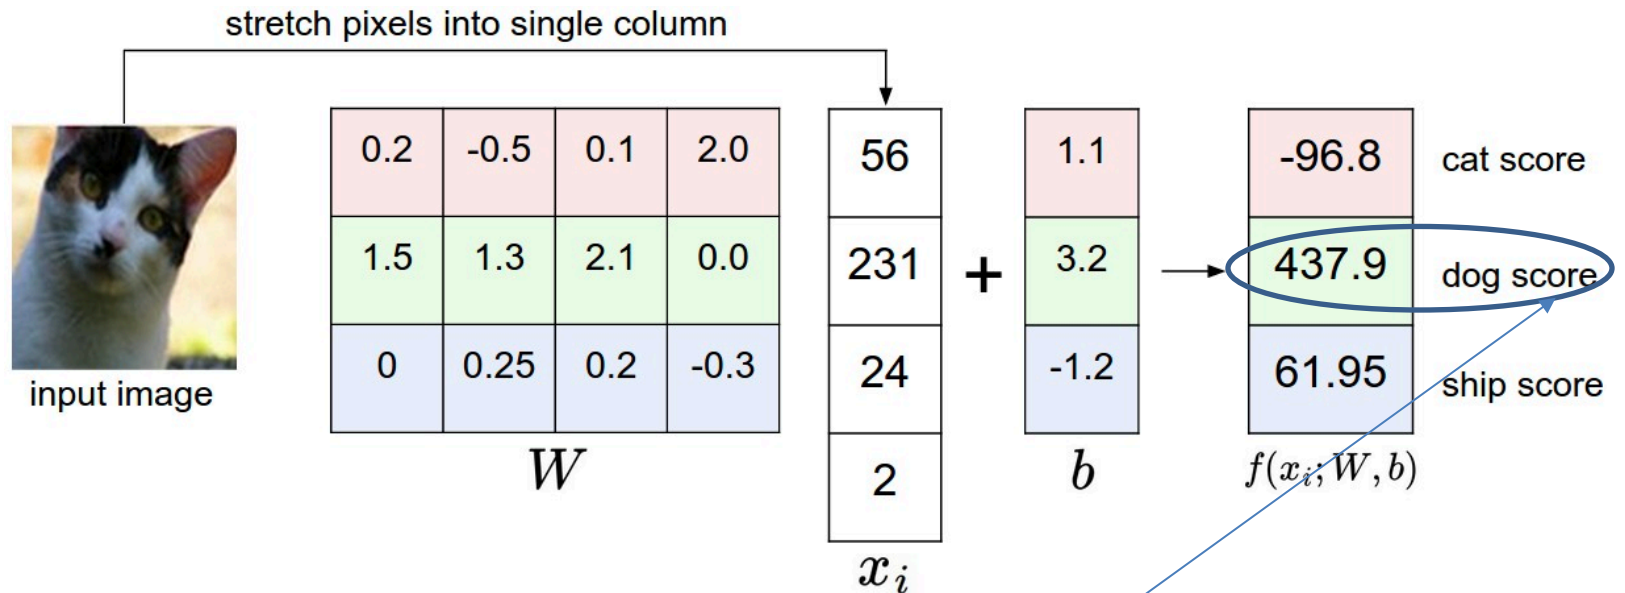 stretch pixels into single column
0.2 -0.5 0.1 2.0
1.5 1.3 2.1 0.0
0 0.25 0.2 -0.3
W
56
231
24
2
x_i
+
1.1
3.2
-1.2
b
-96.8 cat score
437.9 dog score
61.95 ship score
f(x_i; W, b)
input image